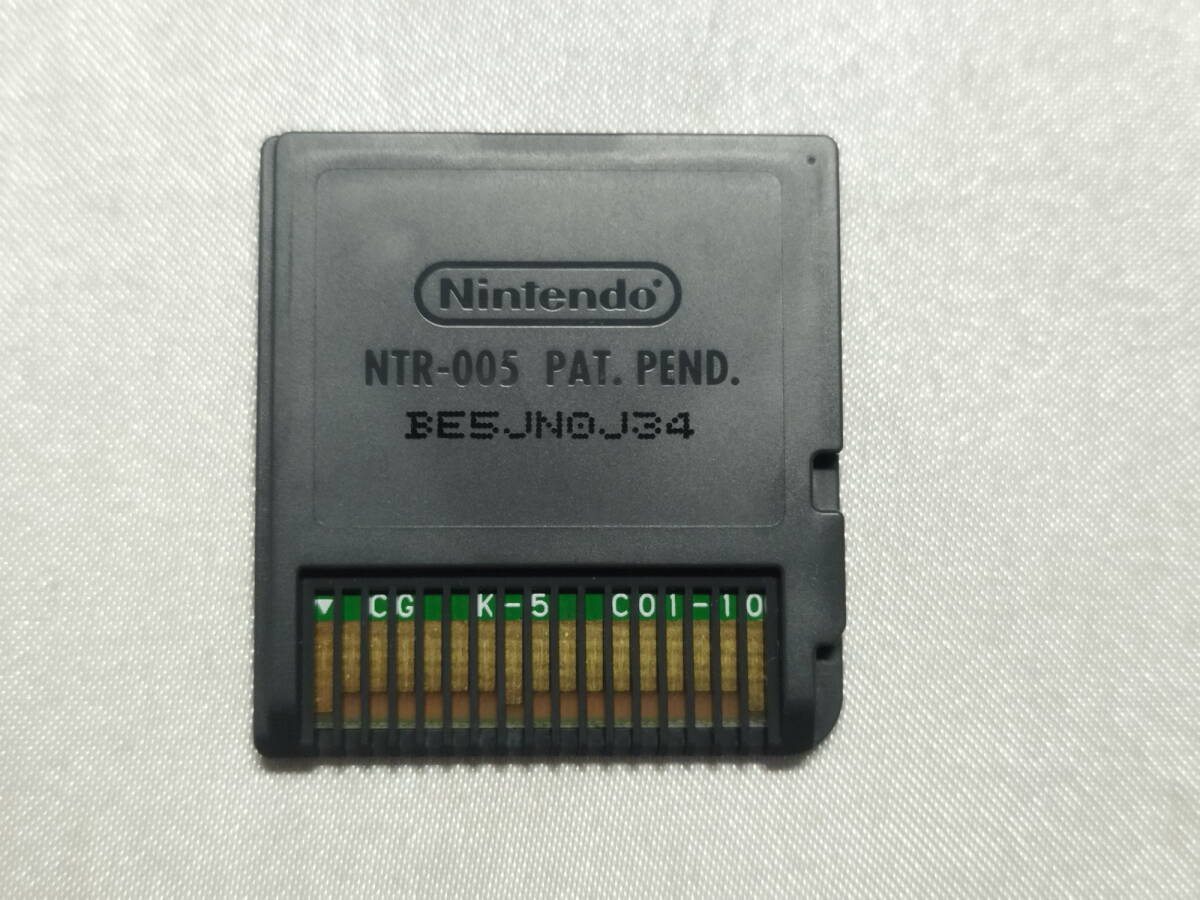 Nintendo
NTR-005 PAT. PEND.
BE5JN0J34
▼ CG K-5 C01-10